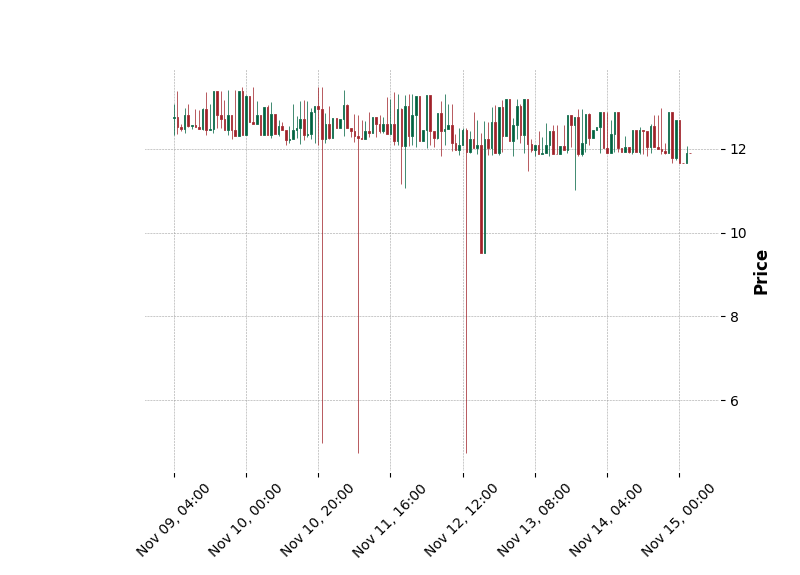 12
10
8
6
Price
Nov 09, 04:00
Nov 10, 00:00
Nov 10, 20:00
Nov 11, 16:00
Nov 12, 12:00
Nov 13, 08:00
Nov 14, 04:00
Nov 15, 00:00